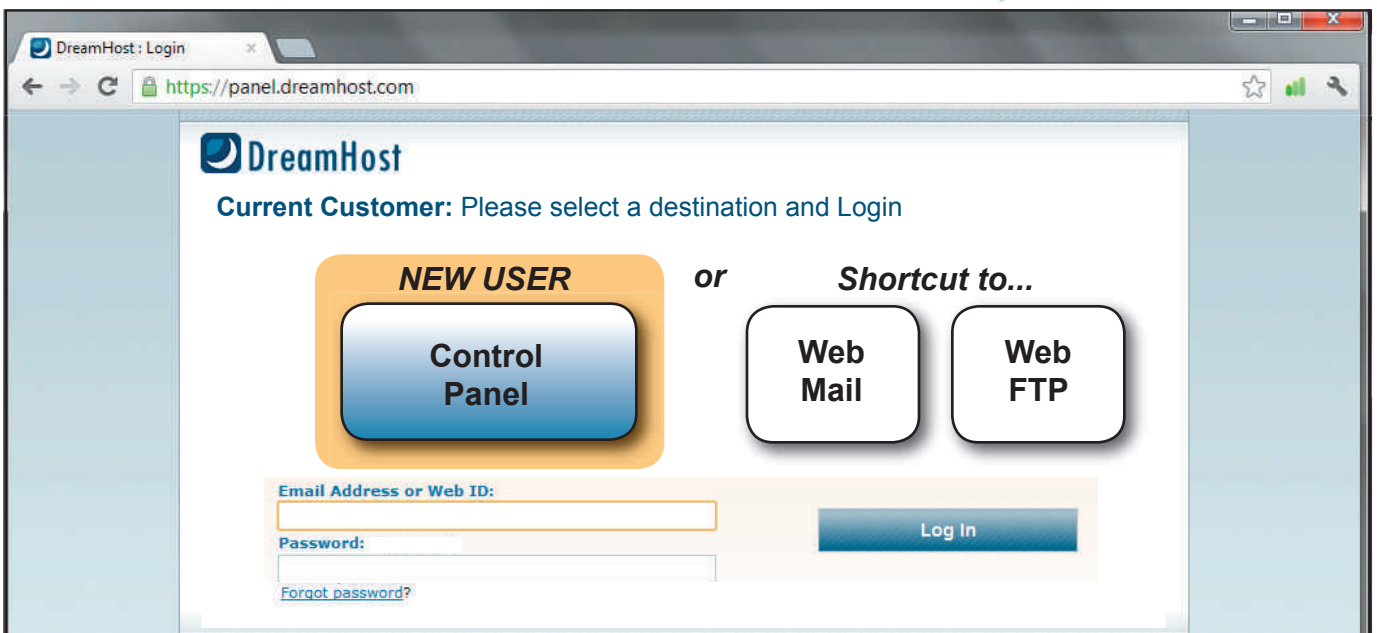 DreamHost : Login
https://panel.dreamhost.com
DreamHost
Current Customer: Please select a destination and Login
NEW USER or Shortcut to...
Control Panel
Web Mail
Web FTP
Email Address or Web ID:
Log In
Password:
Forgot password?